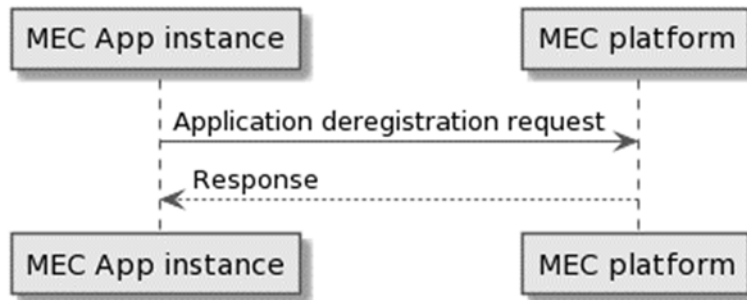 MEC App instance
MEC platform
Application deregistration request
Response
MEC App instance
MEC platform